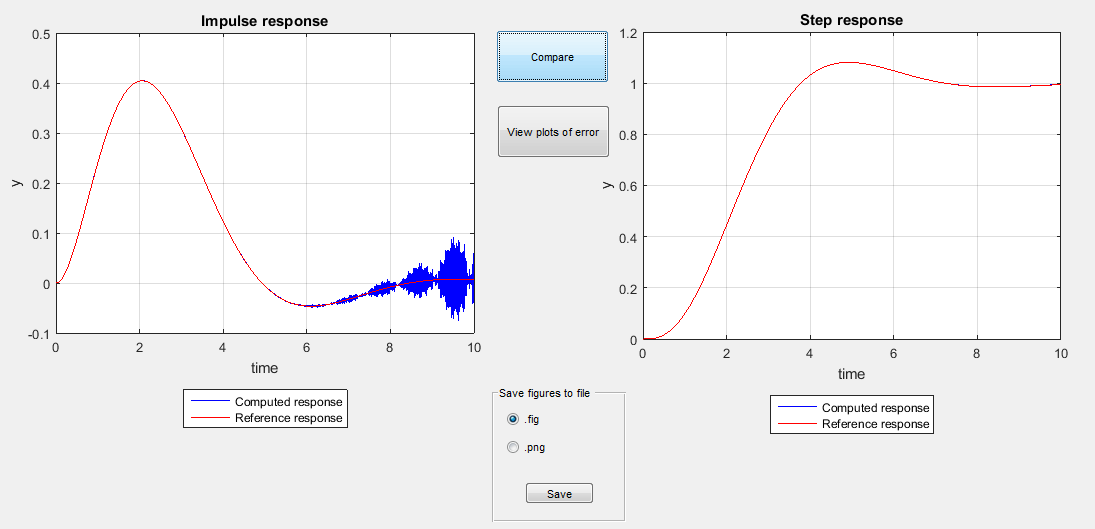 Impulse response
0.5
0.4
0.3
0.2
0.1
0
-0.1
y
0
2
4
6
8
10
time
Computed response
Reference response
Compare
View plots of error
Save figures to file
.fig
.png
Save
Step response
1.2
1
0.8
0.6
0.4
0.2
0
y
0
2
4
6
8
10
time
Computed response
Reference response